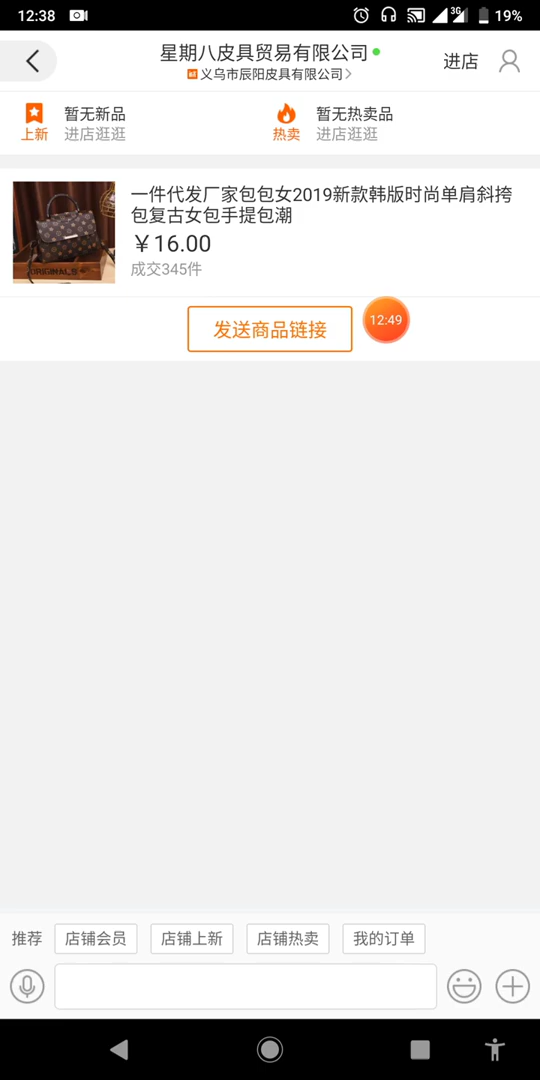 12:38
3G
19%
星期八皮具贸易有限公司
义乌市辰阳皮具有限公司
进店
上新
暂无新品
进店逛逛
热卖
暂无热卖品
进店逛逛
一件代发厂家包包女2019新款韩版时尚单肩斜挎
包复古女包手提包潮
￥16.00
成交345件
ORIGINALS
发送商品链接
12:49
推荐
店铺会员
店铺上新
店铺热卖
我的订单